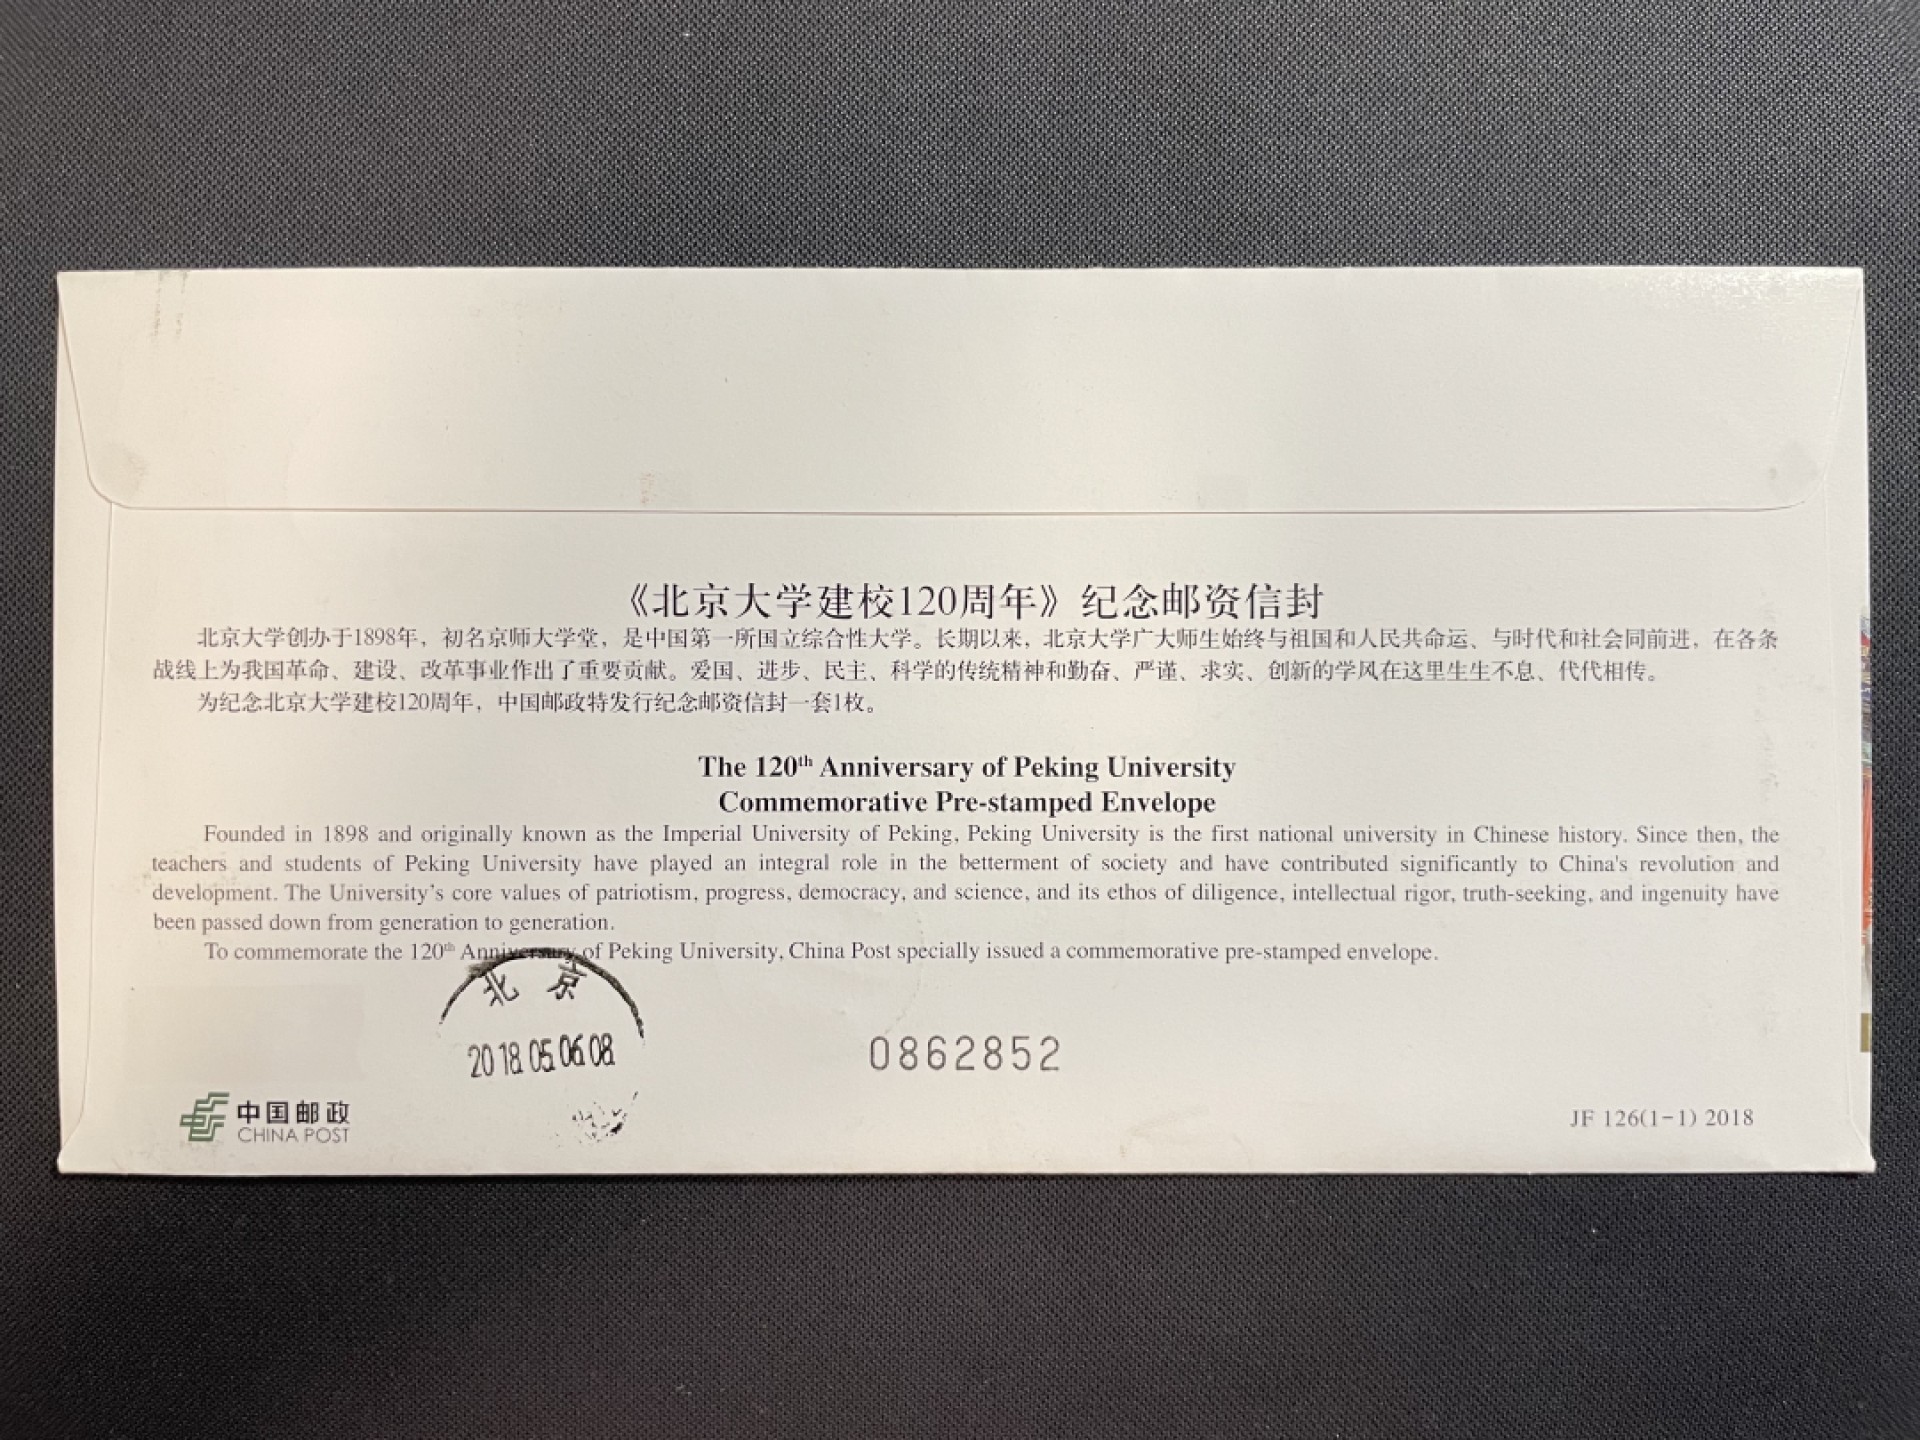 《北京大学建校120周年》纪念邮资信封
北京大学创办于1898年，初名京师大学堂，是中国第一所国立综合性大学。长期以来，北京大学广大师生始终与祖国和人民共命运、与时代和社会同前进，在各条
战线上为我国革命、建设、改革事业作出了重要贡献。爱国、进步、民主、科学的传统精神和勤奋、严谨、求实、创新的学风在这里生生不息、代代相传。
为纪念北京大学建校120周年，中国邮政特发行纪念邮资信封一套1枚。
The 120th Anniversary of Peking University
Commemorative Pre-stamped Envelope
Founded in 1898 and originally known as the Imperial University of Peking, Peking University is the first national university in Chinese history. Since then, the
teachers and students of Peking University have played an integral role in the betterment of society and have contributed significantly to China's revolution and
development. The University's core values of patriotism, progress, democracy, and science, and its ethos of diligence, intellectual rigor, truth-seeking, and ingenuity have
been passed down from generation to generation.
To commemorate the 120th Anniversary of Peking University, China Post specially issued a commemorative pre-stamped envelope.
北京
2018.05.06.08
0862852
中国邮政
CHINA POST
JF 126(1-1) 2018